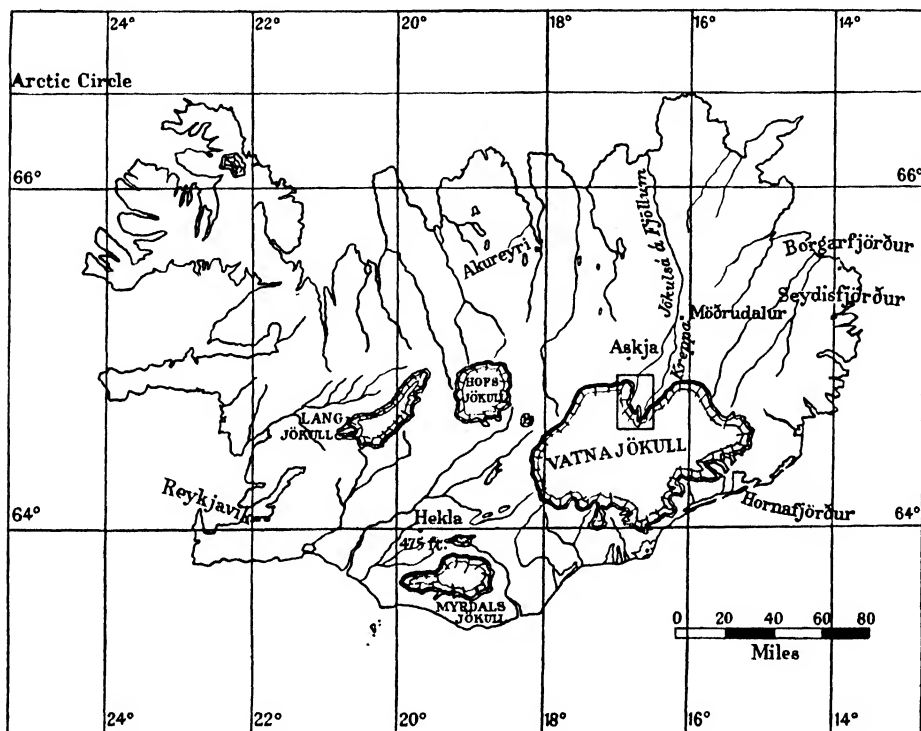 24° 22° 20° 18° 16° 14°
Arctic Circle
66° 66°
Akureyri
Jökulsá á Fjöllum
Borgarfjörður
Seydisfjörður
Möðrudalur
Kreppa
Askja
HOFS
JÖKULL
LANG
JÖKULL
VATNAJÖKULL
Reykjavik
Hornafjörður
64° 64°
Hekla
475 ft.
MYRDALS
JÖKULL
0 20 40 60 80
Miles
24° 22° 20° 18° 16° 14°